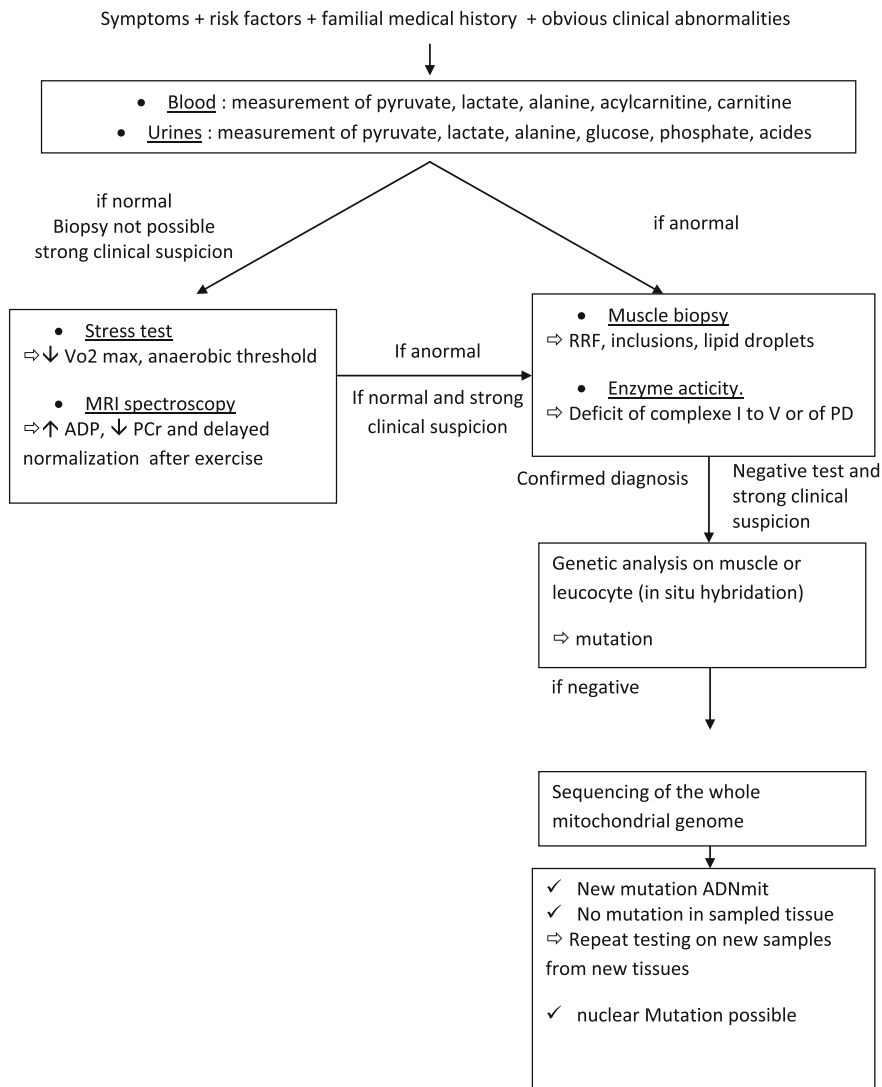 Symptoms + risk factors + familial medical history + obvious clinical abnormalities
• Blood : measurement of pyruvate, lactate, alanine, acylcarnitine, carnitine
• Urines : measurement of pyruvate, lactate, alanine, glucose, phosphate, acides
if normal
Biopsy not possible
strong clinical suspicion
if anormal
• Stress test
⇨↓ Vo2 max, anaerobic threshold
• MRI spectroscopy
⇨↑ ADP, ↓ PCr and delayed
normalization after exercise
If anormal
If normal and strong
clinical suspicion
• Muscle biopsy
⇨ RRF, inclusions, lipid droplets
• Enzyme acticity.
⇨ Deficit of complexe I to V or of PD
Confirmed diagnosis
Negative test and
strong clinical
suspicion
Genetic analysis on muscle or
leucocyte (in situ hybridation)
⇨ mutation
if negative
Sequencing of the whole
mitochondrial genome
✓ New mutation ADNmit
✓ No mutation in sampled tissue
⇨ Repeat testing on new samples
from new tissues
✓ nuclear Mutation possible